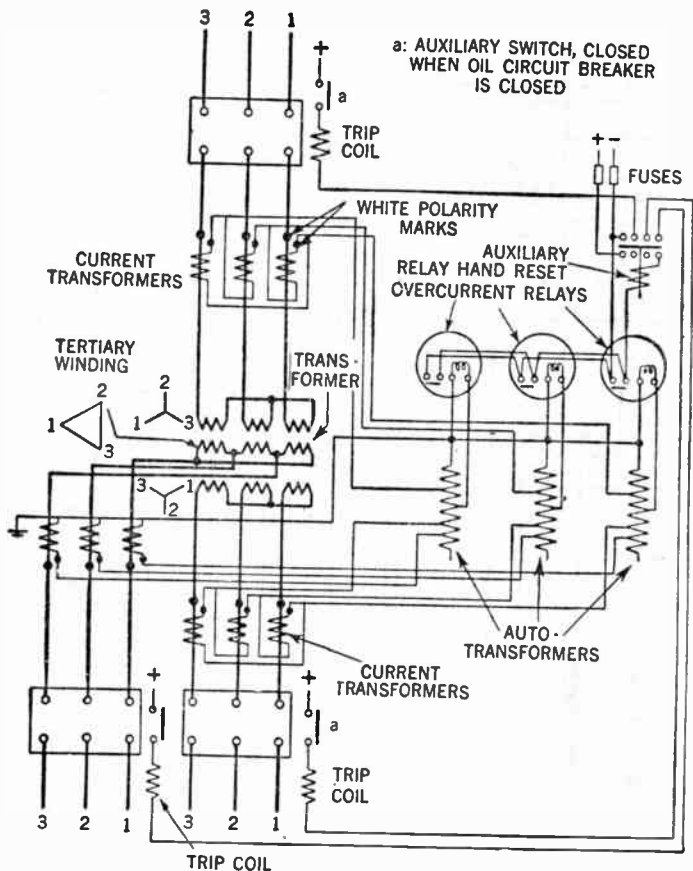 3 2 1
+
a: AUXILIARY SWITCH, CLOSED
WHEN OIL CIRCUIT BREAKER
IS CLOSED
a
TRIP
COIL
+ -
FUSES
WHITE POLARITY
MARKS
CURRENT
TRANSFORMERS
AUXILIARY
RELAY HAND RESET
OVERCURRENT RELAYS
TERTIARY
WINDING
TRANS-
FORMER
2
1 3
2
1 3
3 1
2
AUTO-
TRANSFORMERS
CURRENT
TRANSFORMERS
+
+
a
TRIP
COIL
3 2 1
3 2 1
TRIP COIL